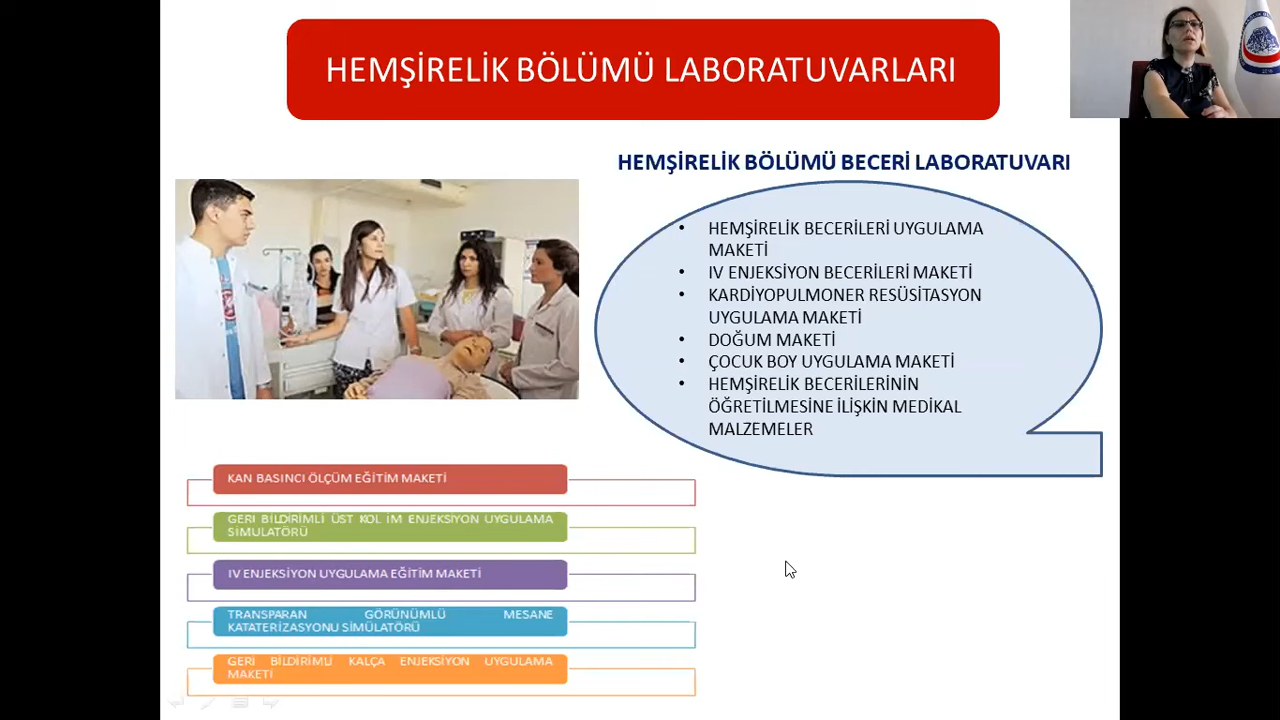 HEMŞİRELİK BÖLÜMÜ LABORATUVARLARI
HEMŞİRELİK BÖLÜMÜ BECERİ LABORATUVARI
• HEMŞİRELİK BECERİLERİ UYGULAMA
MAKETİ
• IV ENJEKSİYON BECERİLERİ MAKETİ
• KARDİYOPULMONER RESÜSİTASYON
UYGULAMA MAKETİ
• DOĞUM MAKETİ
• ÇOCUK BOY UYGULAMA MAKETİ
• HEMŞİRELİK BECERİLERİNİN
ÖĞRETİLMESİNE İLİŞKİN MEDİKAL
MALZEMELER
KAN BASINCI ÖLÇÜM EĞİTİM MAKETİ
GERİ BİLDİRİMLİ ÜST KOL İM ENJEKSİYON UYGULAMA
SİMULATÖRÜ
IV ENJEKSİYON UYGULAMA EĞİTİM MAKETİ
TRANSPARAN GÖRÜNÜMLÜ MESANE
KATATERİZASYONU SİMÜLATÖRÜ
GERİ BİLDİRİMLİ KALÇA ENJEKSİYON UYGULAMA
MAKETİ